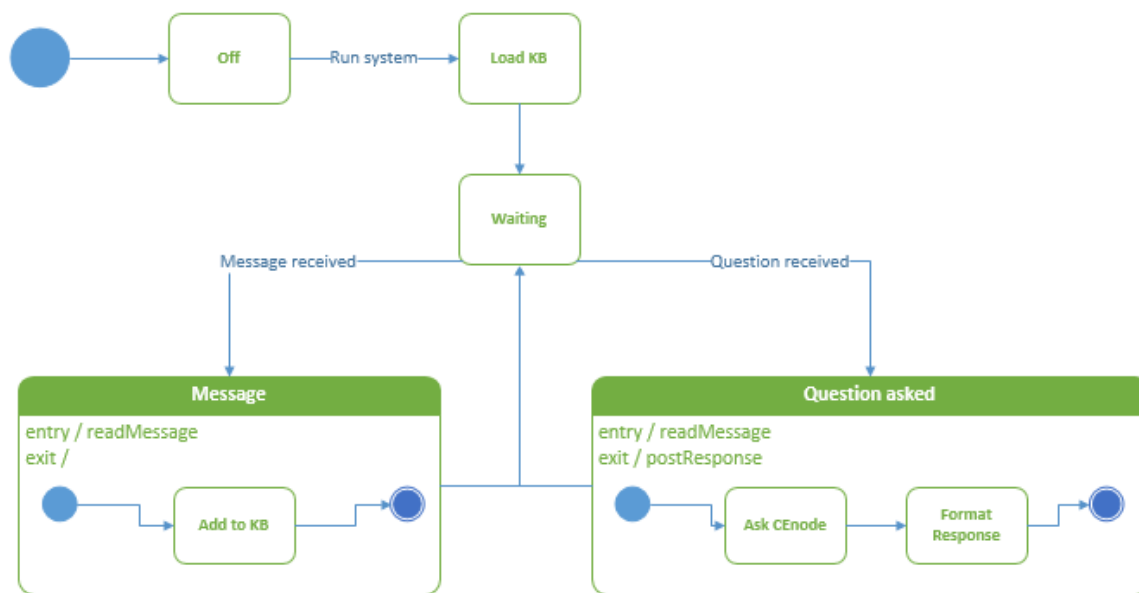 Off
Run system
Load KB
Waiting
Message received
Question received
Message
entry / readMessage
exit /
Add to KB
Question asked
entry / readMessage
exit / postResponse
Ask CEnode
Format
Response